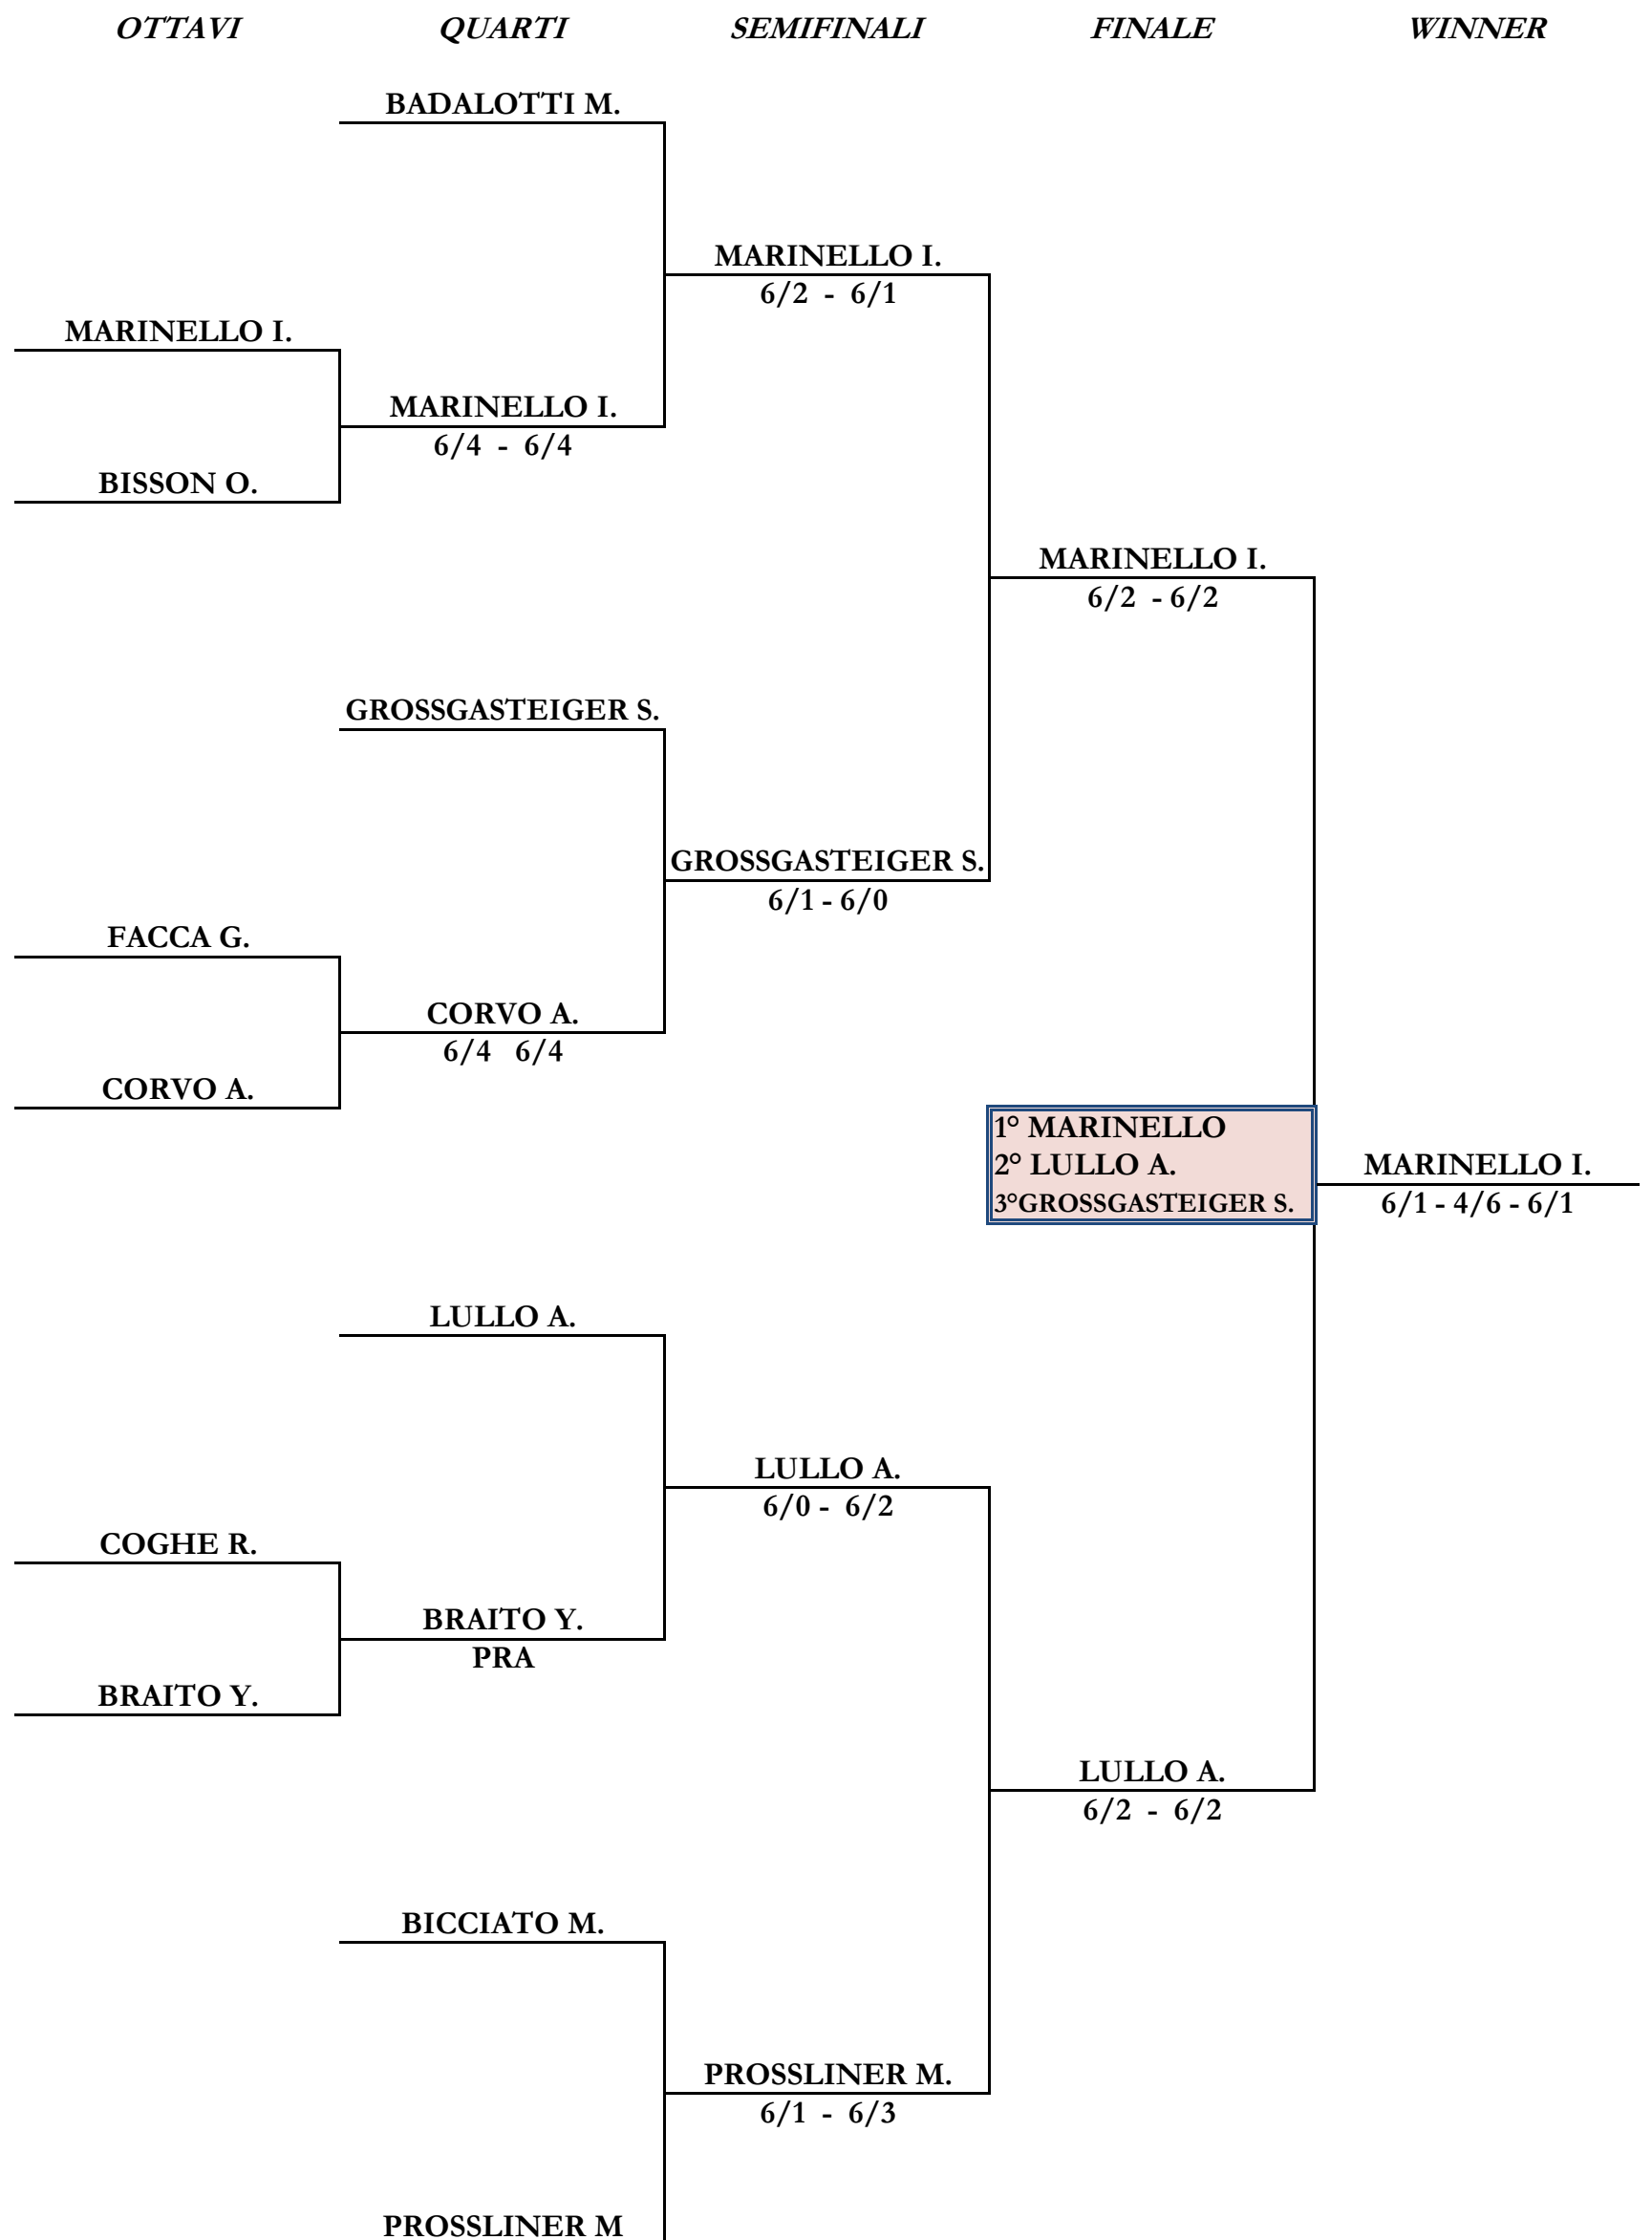 OTTAVI QUARTI SEMIFINALI FINALE WINNER
BADALOTTI M.
MARINELLO I.
6/2 - 6/1
MARINELLO I.
MARINELLO I.
6/4 - 6/4
BISSON O.
MARINELLO I.
6/2 - 6/2
GROSSGASTEIGER S.
GROSSGASTEIGER S.
6/1 - 6/0
FACCA G.
CORVO A.
6/4 6/4
CORVO A.
1° MARINELLO
2° LULLO A.
3°GROSSGASTEIGER S.
MARINELLO I.
6/1 - 4/6 - 6/1
LULLO A.
LULLO A.
6/0 - 6/2
COGHE R.
BRAITO Y.
PRA
BRAITO Y.
LULLO A.
6/2 - 6/2
BICCIATO M.
PROSSLINER M.
6/1 - 6/3
PROSSLINER M